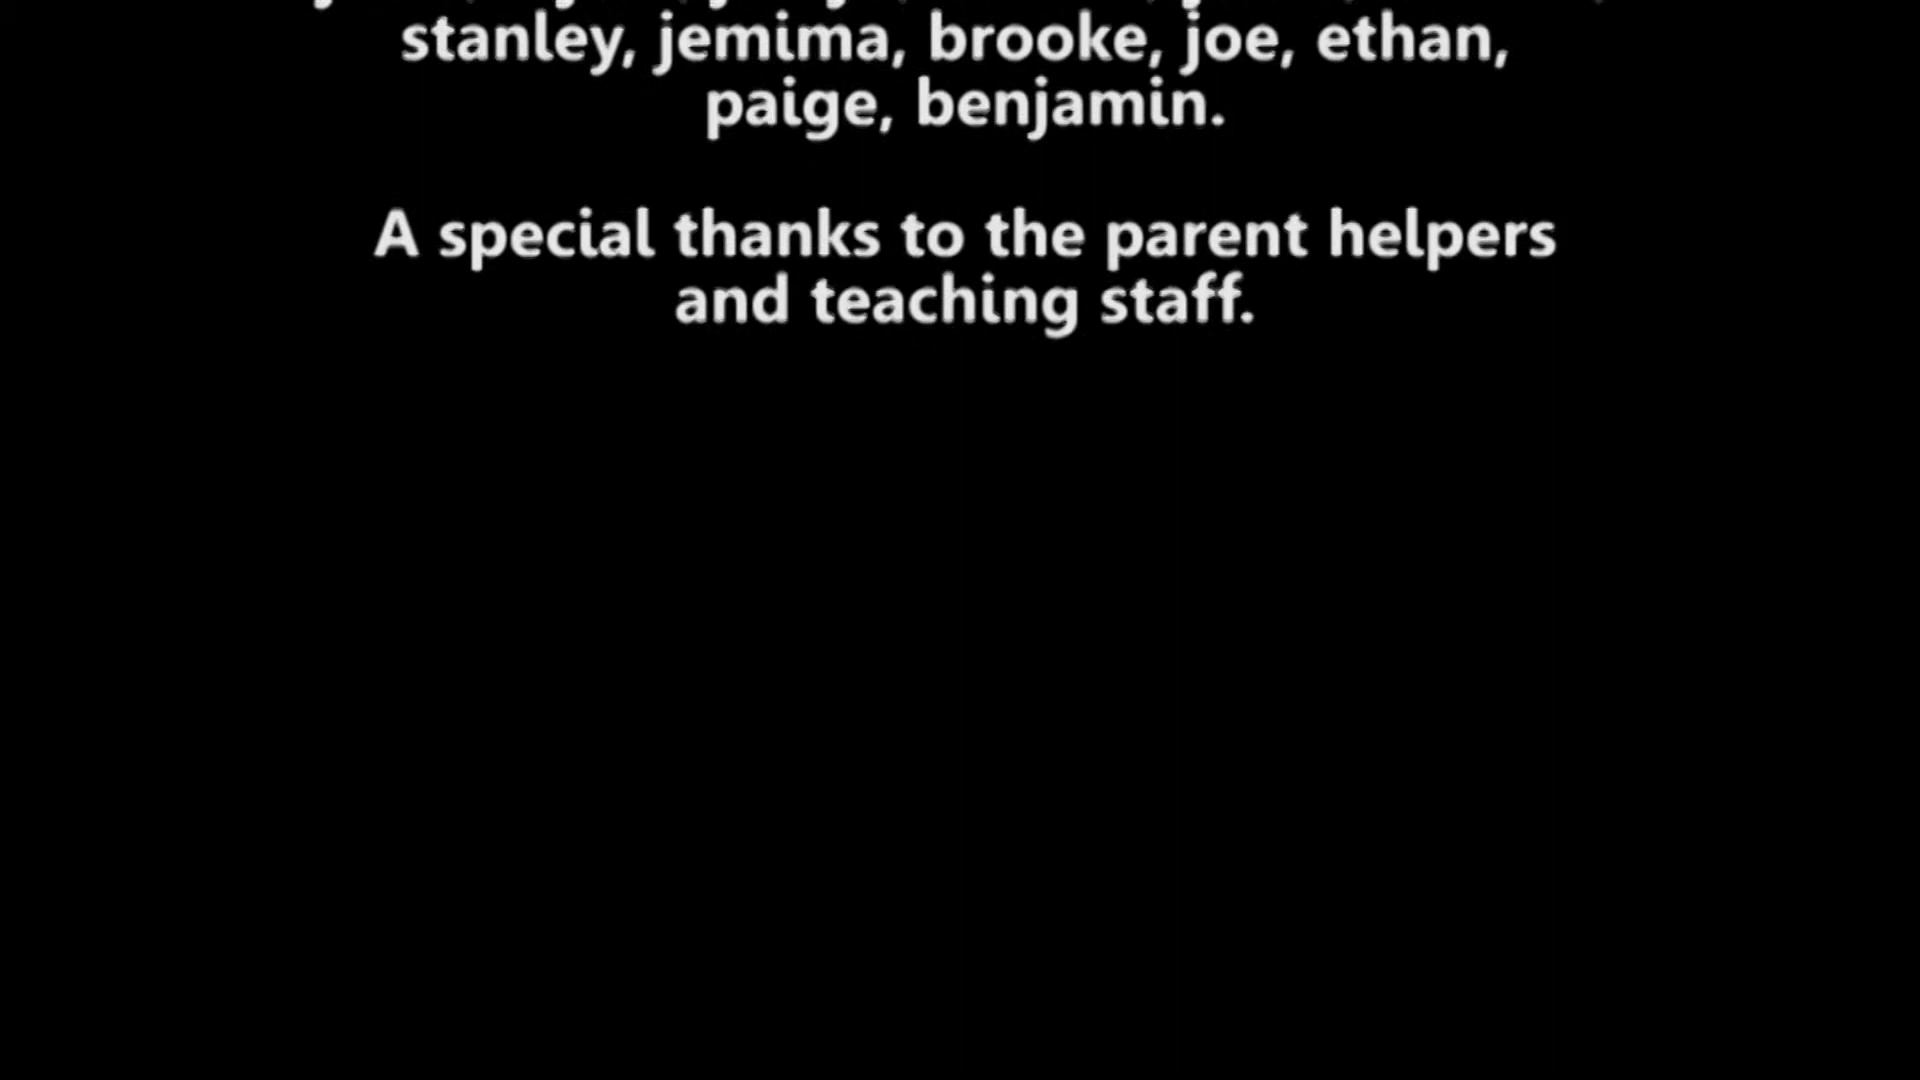 stanley, jemima, brooke, joe, ethan,
paige, benjamin.
A special thanks to the parent helpers
and teaching staff.